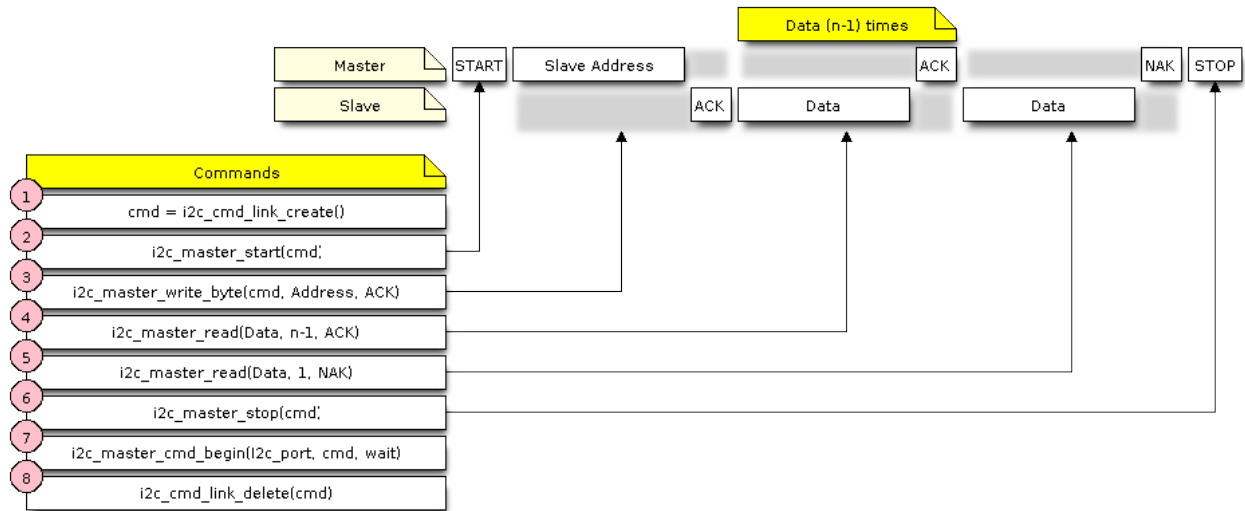 Data (n-1) times
Master START Slave Address ACK NAK STOP
Slave ACK Data Data
Commands
1
cmd = i2c_cmd_link_create()
2
i2c_master_start(cmd;
3
i2c_master_write_byte(cmd, Address, ACK)
4
i2c_master_read(Data, n-1, ACK)
5
i2c_master_read(Data, 1, NAK)
6
i2c_master_stop(cmd;
7
i2c_master_cmd_begin(I2c_port, cmd, wait)
8
i2c_cmd_link_delete(cmd)